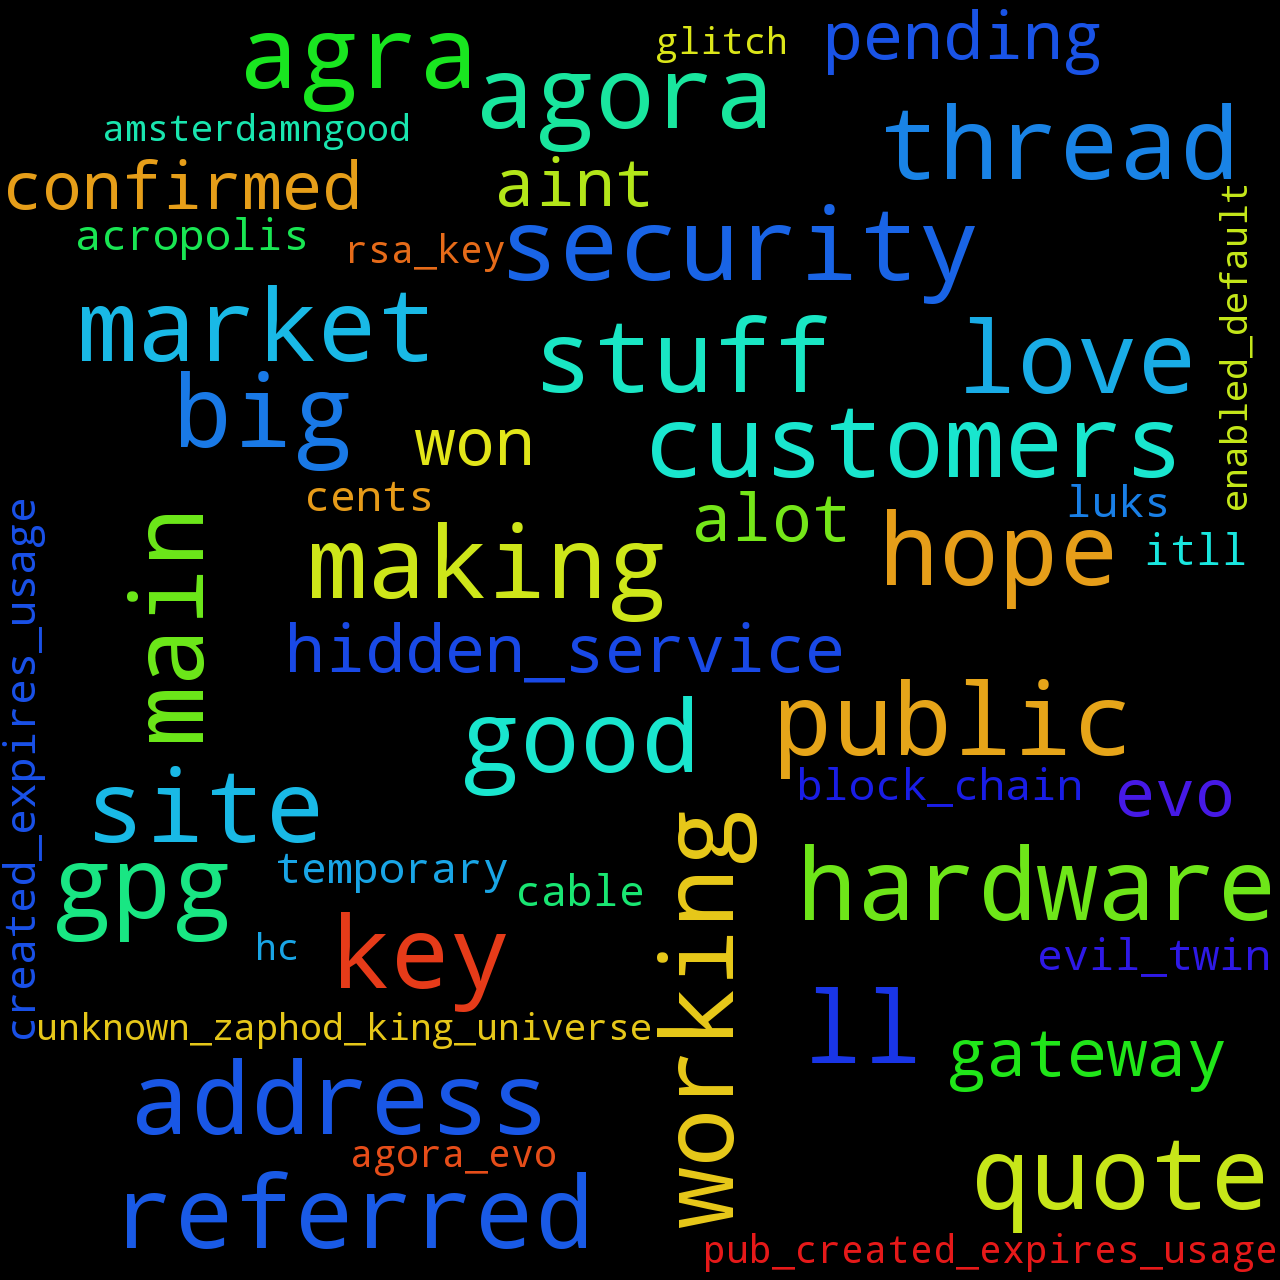 agra
glitch
pending
agora
amsterdamngood
thread
confirmed
aint
acropolis
rsa_key
security
enabled_default
market
stuff
love
big
won
customers
cents
alot
luks
created_expires_usage
main
making
hope
itll
hidden_service
good
public
site
block_chain
evo
gpg
temporary
cable
working
hardware
hc
key
evil_twin
unknown_zaphod_king_universe
ll
gateway
address
agora_evo
referred
quote
pub_created_expires_usage